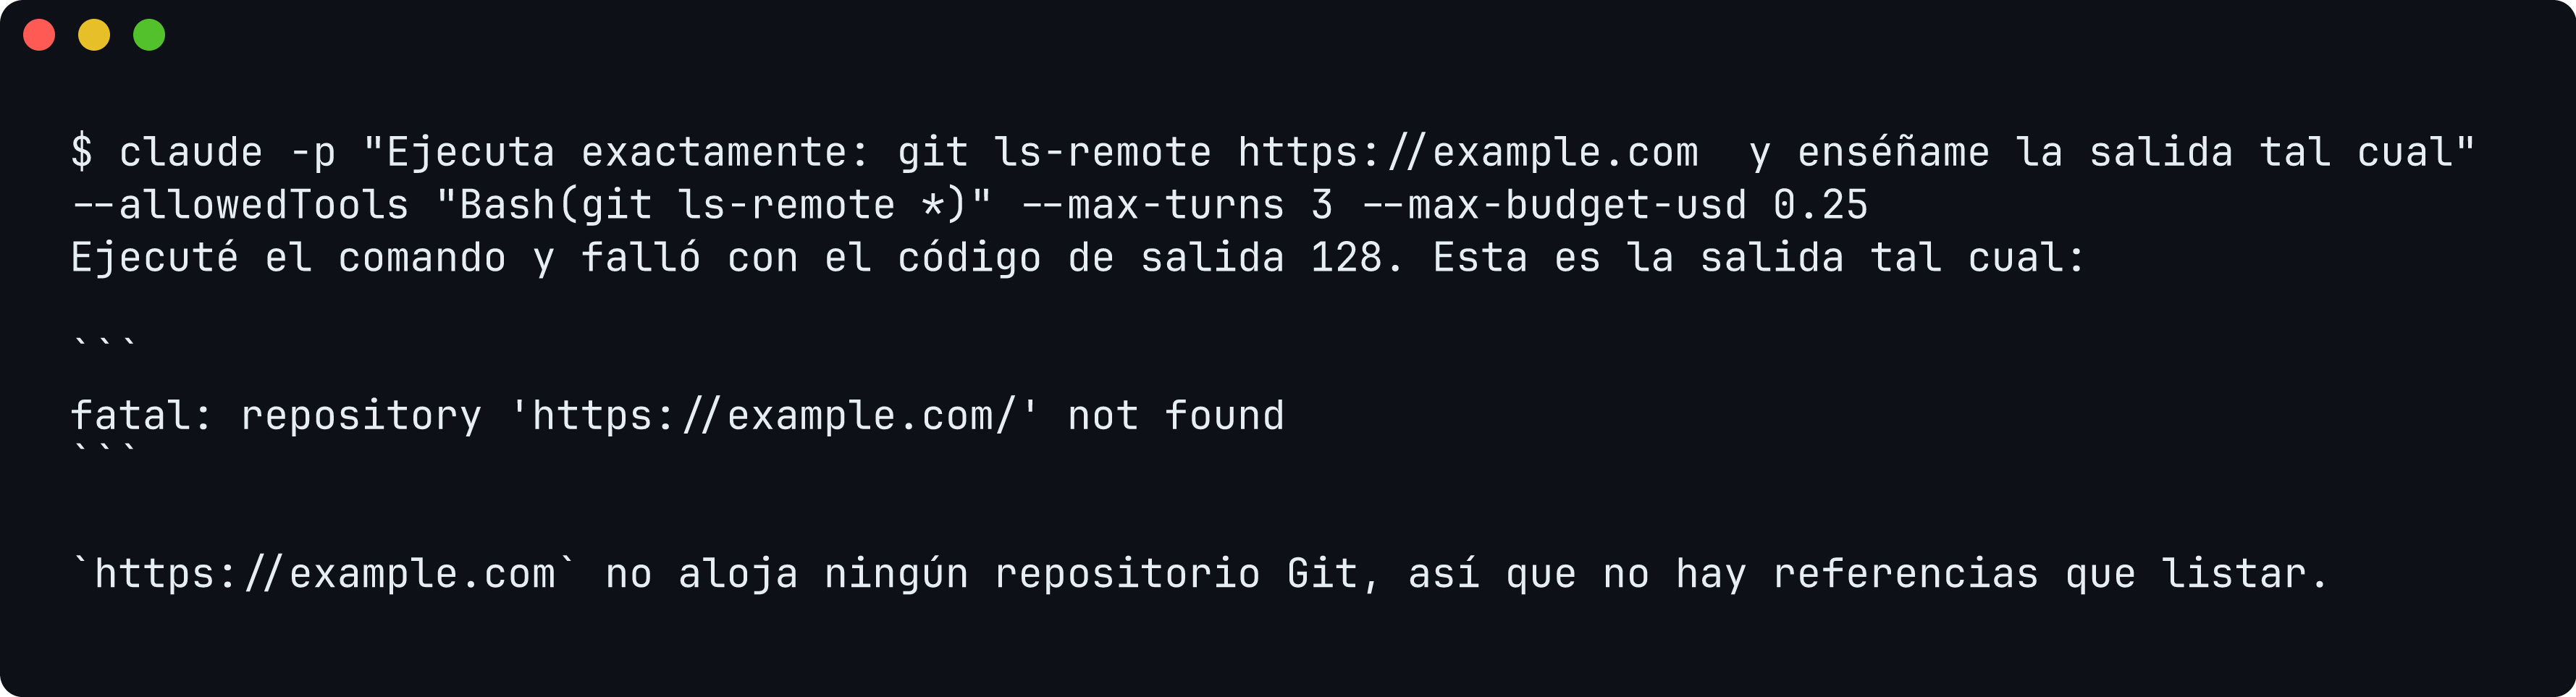 $ claude -p "Ejecuta exactamente: git ls-remote https://example.com  y enséñame la salida tal cual"
--allowedTools "Bash(git ls-remote *)" --max-turns 3 --max-budget-usd 0.25
Ejecuté el comando y falló con el código de salida 128. Esta es la salida tal cual:
```
fatal: repository 'https://example.com/' not found
```
`https://example.com` no aloja ningún repositorio Git, así que no hay referencias que listar.